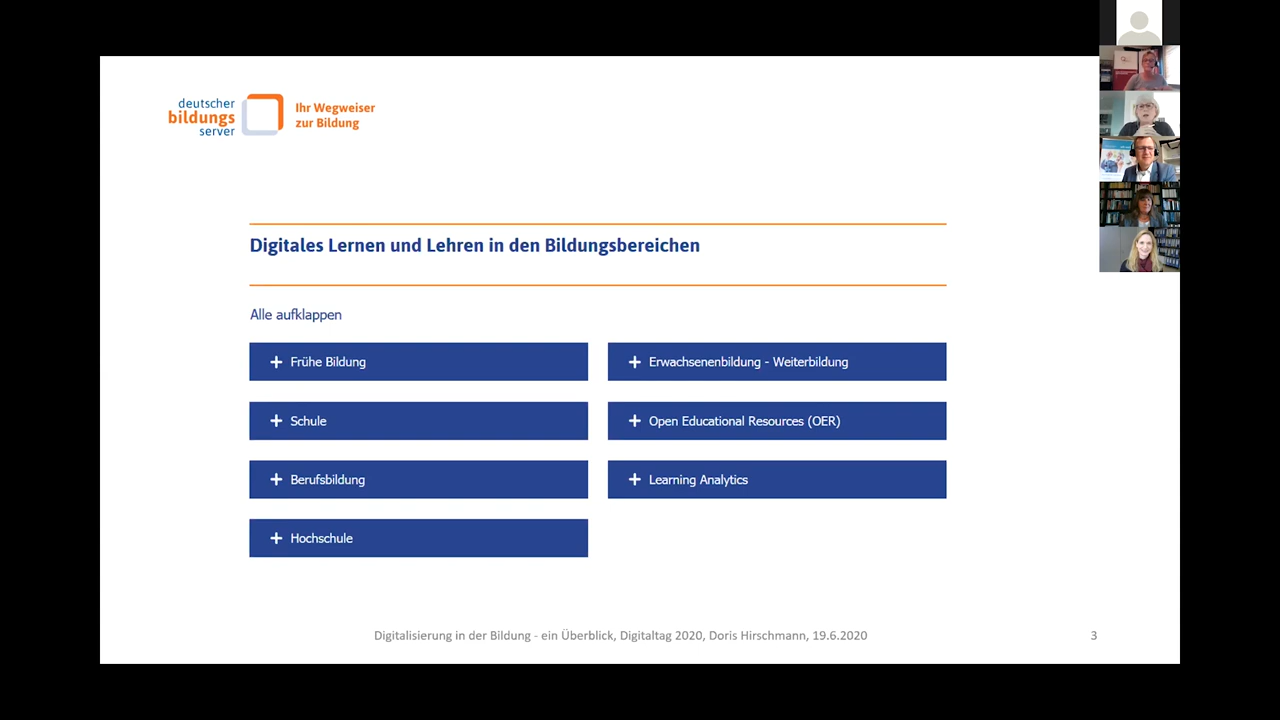 deutscher
bildungs
server
Ihr Wegweiser
zur Bildung
Digitales Lernen und Lehren in den Bildungsbereichen
Alle aufklappen
+ Frühe Bildung
+ Erwachsenenbildung - Weiterbildung
+ Schule
+ Open Educational Resources (OER)
+ Berufsbildung
+ Learning Analytics
+ Hochschule
Digitalisierung in der Bildung - ein Überblick, Digitaltag 2020, Doris Hirschmann, 19.6.2020
3